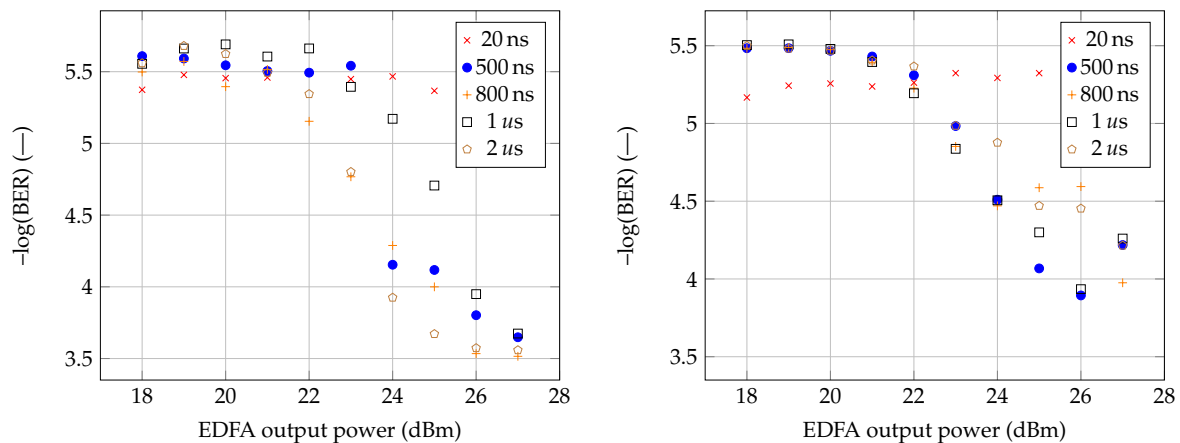 20 ns
500 ns
800 ns
1 us
2 us
5.5
5
4.5
4
3.5
−log(BER) (—)
18 20 22 24 26 28
EDFA output power (dBm)
20 ns
500 ns
800 ns
1 us
2 us
5.5
5
4.5
4
3.5
−log(BER) (—)
18 20 22 24 26 28
EDFA output power (dBm)